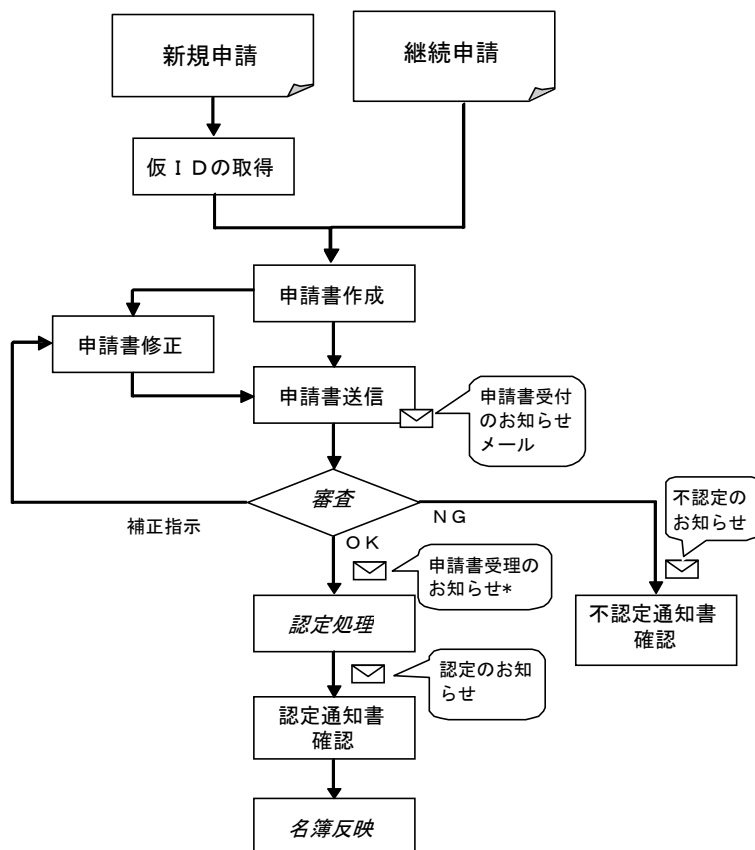 新規申請
継続申請
仮ＩＤの取得
申請書作成
申請書修正
申請書送信
申請書受付
のお知らせ
メール
審査
補正指示
ＮＧ
ＯＫ
不認定の
お知らせ
申請書受理の
お知らせ*
認定処理
不認定通知書
確認
認定のお知
らせ
認定通知書
確認
名簿反映